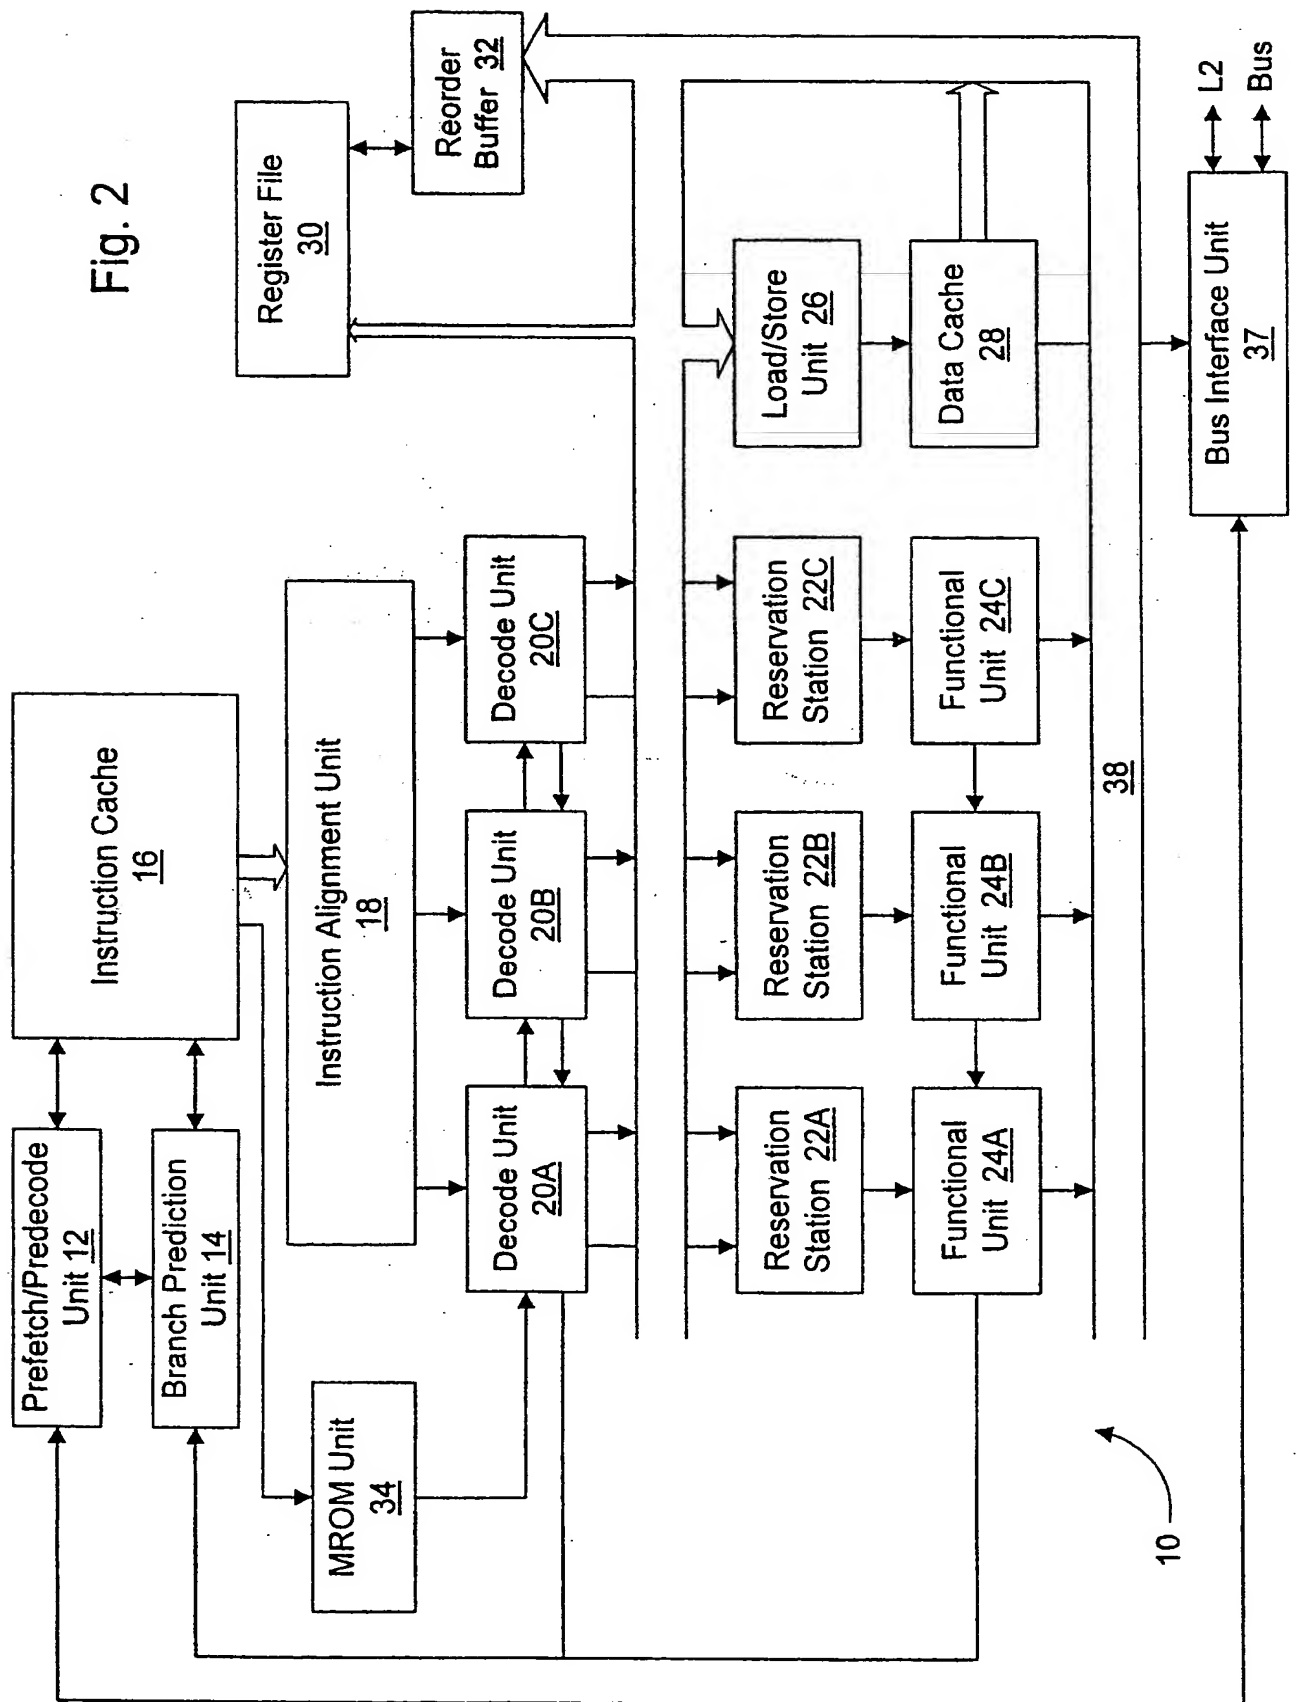 Fig. 2
Prefetch/Predecode
Unit 12
Branch Prediction
Unit 14
Instruction Cache
16
Register File
30
Reorder
Buffer 32
MROM Unit
34
Instruction Alignment Unit
18
Decode Unit
20A
Decode Unit
20B
Decode Unit
20C
Reservation
Station 22A
Reservation
Station 22B
Reservation
Station 22C
Load/Store
Unit 26
Functional
Unit 24A
Functional
Unit 24B
Functional
Unit 24C
Data Cache
28
38
10
Bus Interface Unit
37
L2
Bus